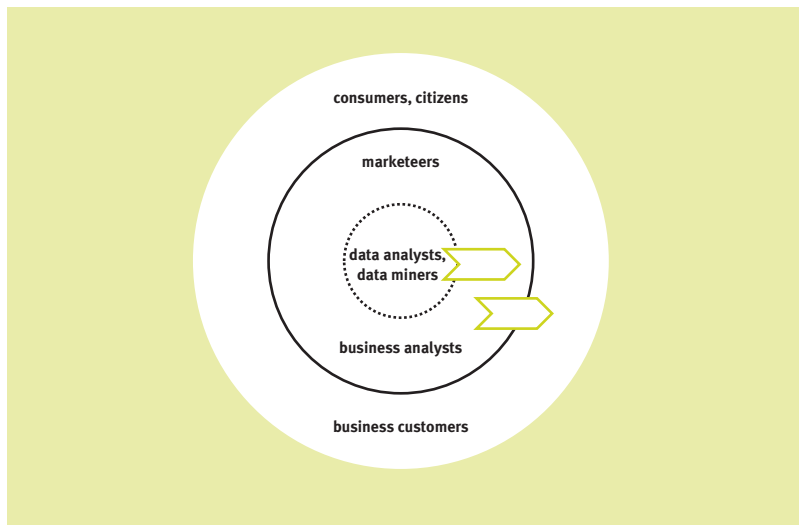 consumers, citizens
marketeers
data analysts,
data miners
business analysts
business customers